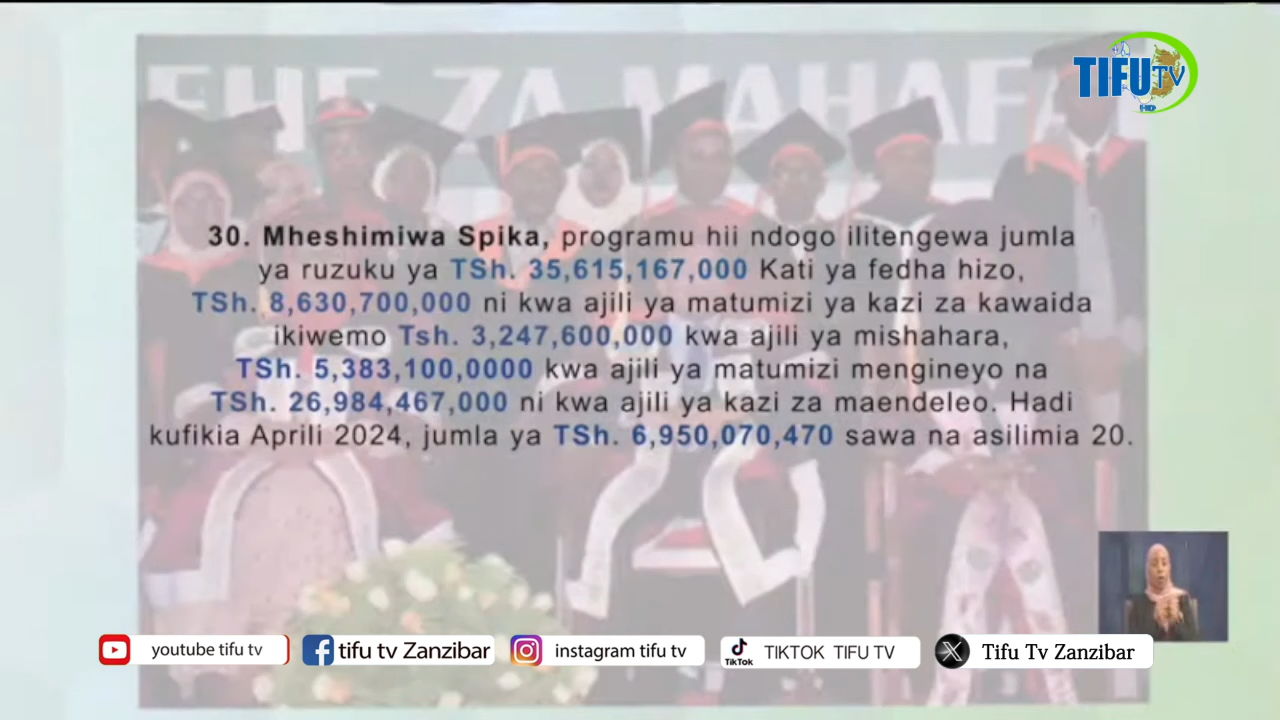 TIFU TV
HD
EHE ZA MAHAFA
30. Mheshimiwa Spika, programu hii ndogo ilitengewa jumla
ya ruzuku ya TSh. 35,615,167,000 Kati ya fedha hizo,
TSh. 8,630,700,000 ni kwa ajili ya matumizi ya kazi za kawaida
ikiwemo Tsh. 3,247,600,000 kwa ajili ya mishahara,
TSh. 5,383,100,0000 kwa ajili ya matumizi mengineyo na
TSh. 26,984,467,000 ni kwa ajili ya kazi za maendeleo. Hadi
kufikia Aprili 2024, jumla ya TSh. 6,950,070,470 sawa na asilimia 20.
youtube tifu tv
tifu tv Zanzibar
instagram tifu tv
TikTok
TIKTOK TIFU TV
Tifu Tv Zanzibar